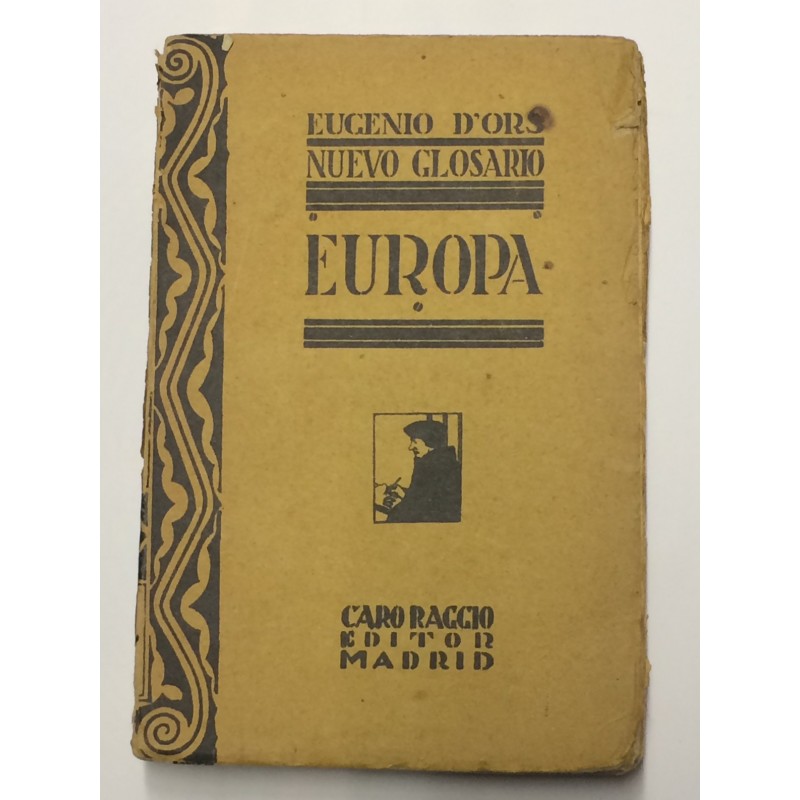 EUGENIO D'ORS
NUEVO GLOSARIO
EUROPA
CARO RAGGIO
EDITOR
MADRID